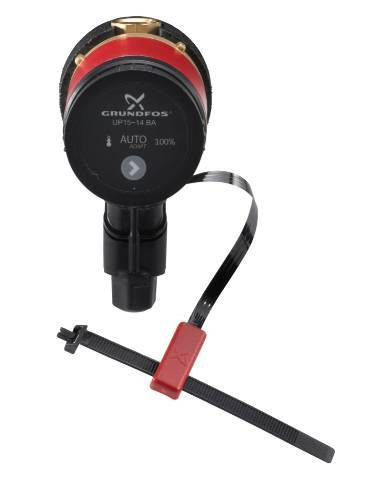 GRUNDFOS
UP15-14 BA
AUTO 100%
ADAPT